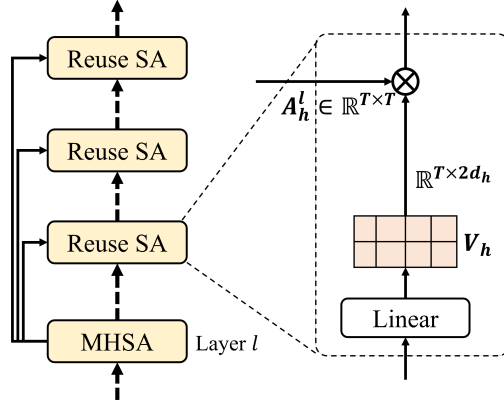 Reuse SA
Reuse SA
Reuse SA
MHSA
Layer l
A_h^l ∈ ℝ^{T×T}
ℝ^{T×2d_h}
V_h
Linear